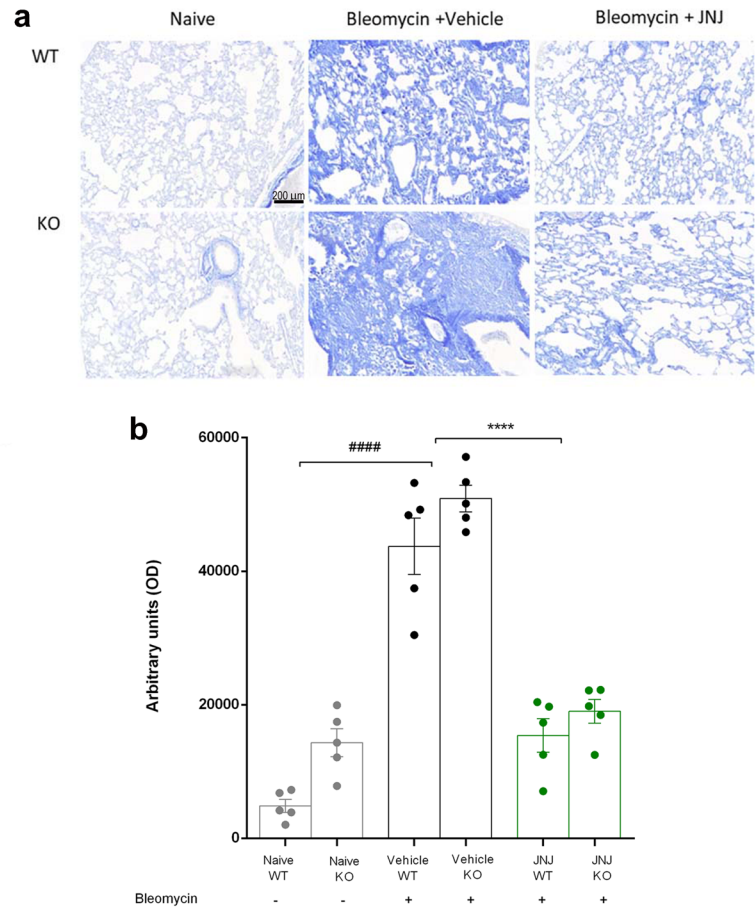 a
Naive
Bleomycin +Vehicle
Bleomycin + JNJ
WT
200 µm
KO
b
60000
####
****
40000
Arbitrary units (OD)
20000
0
Naive WT
Naive KO
Vehicle WT
Vehicle KO
JNJ WT
JNJ KO
Bleomycin - - + + + +